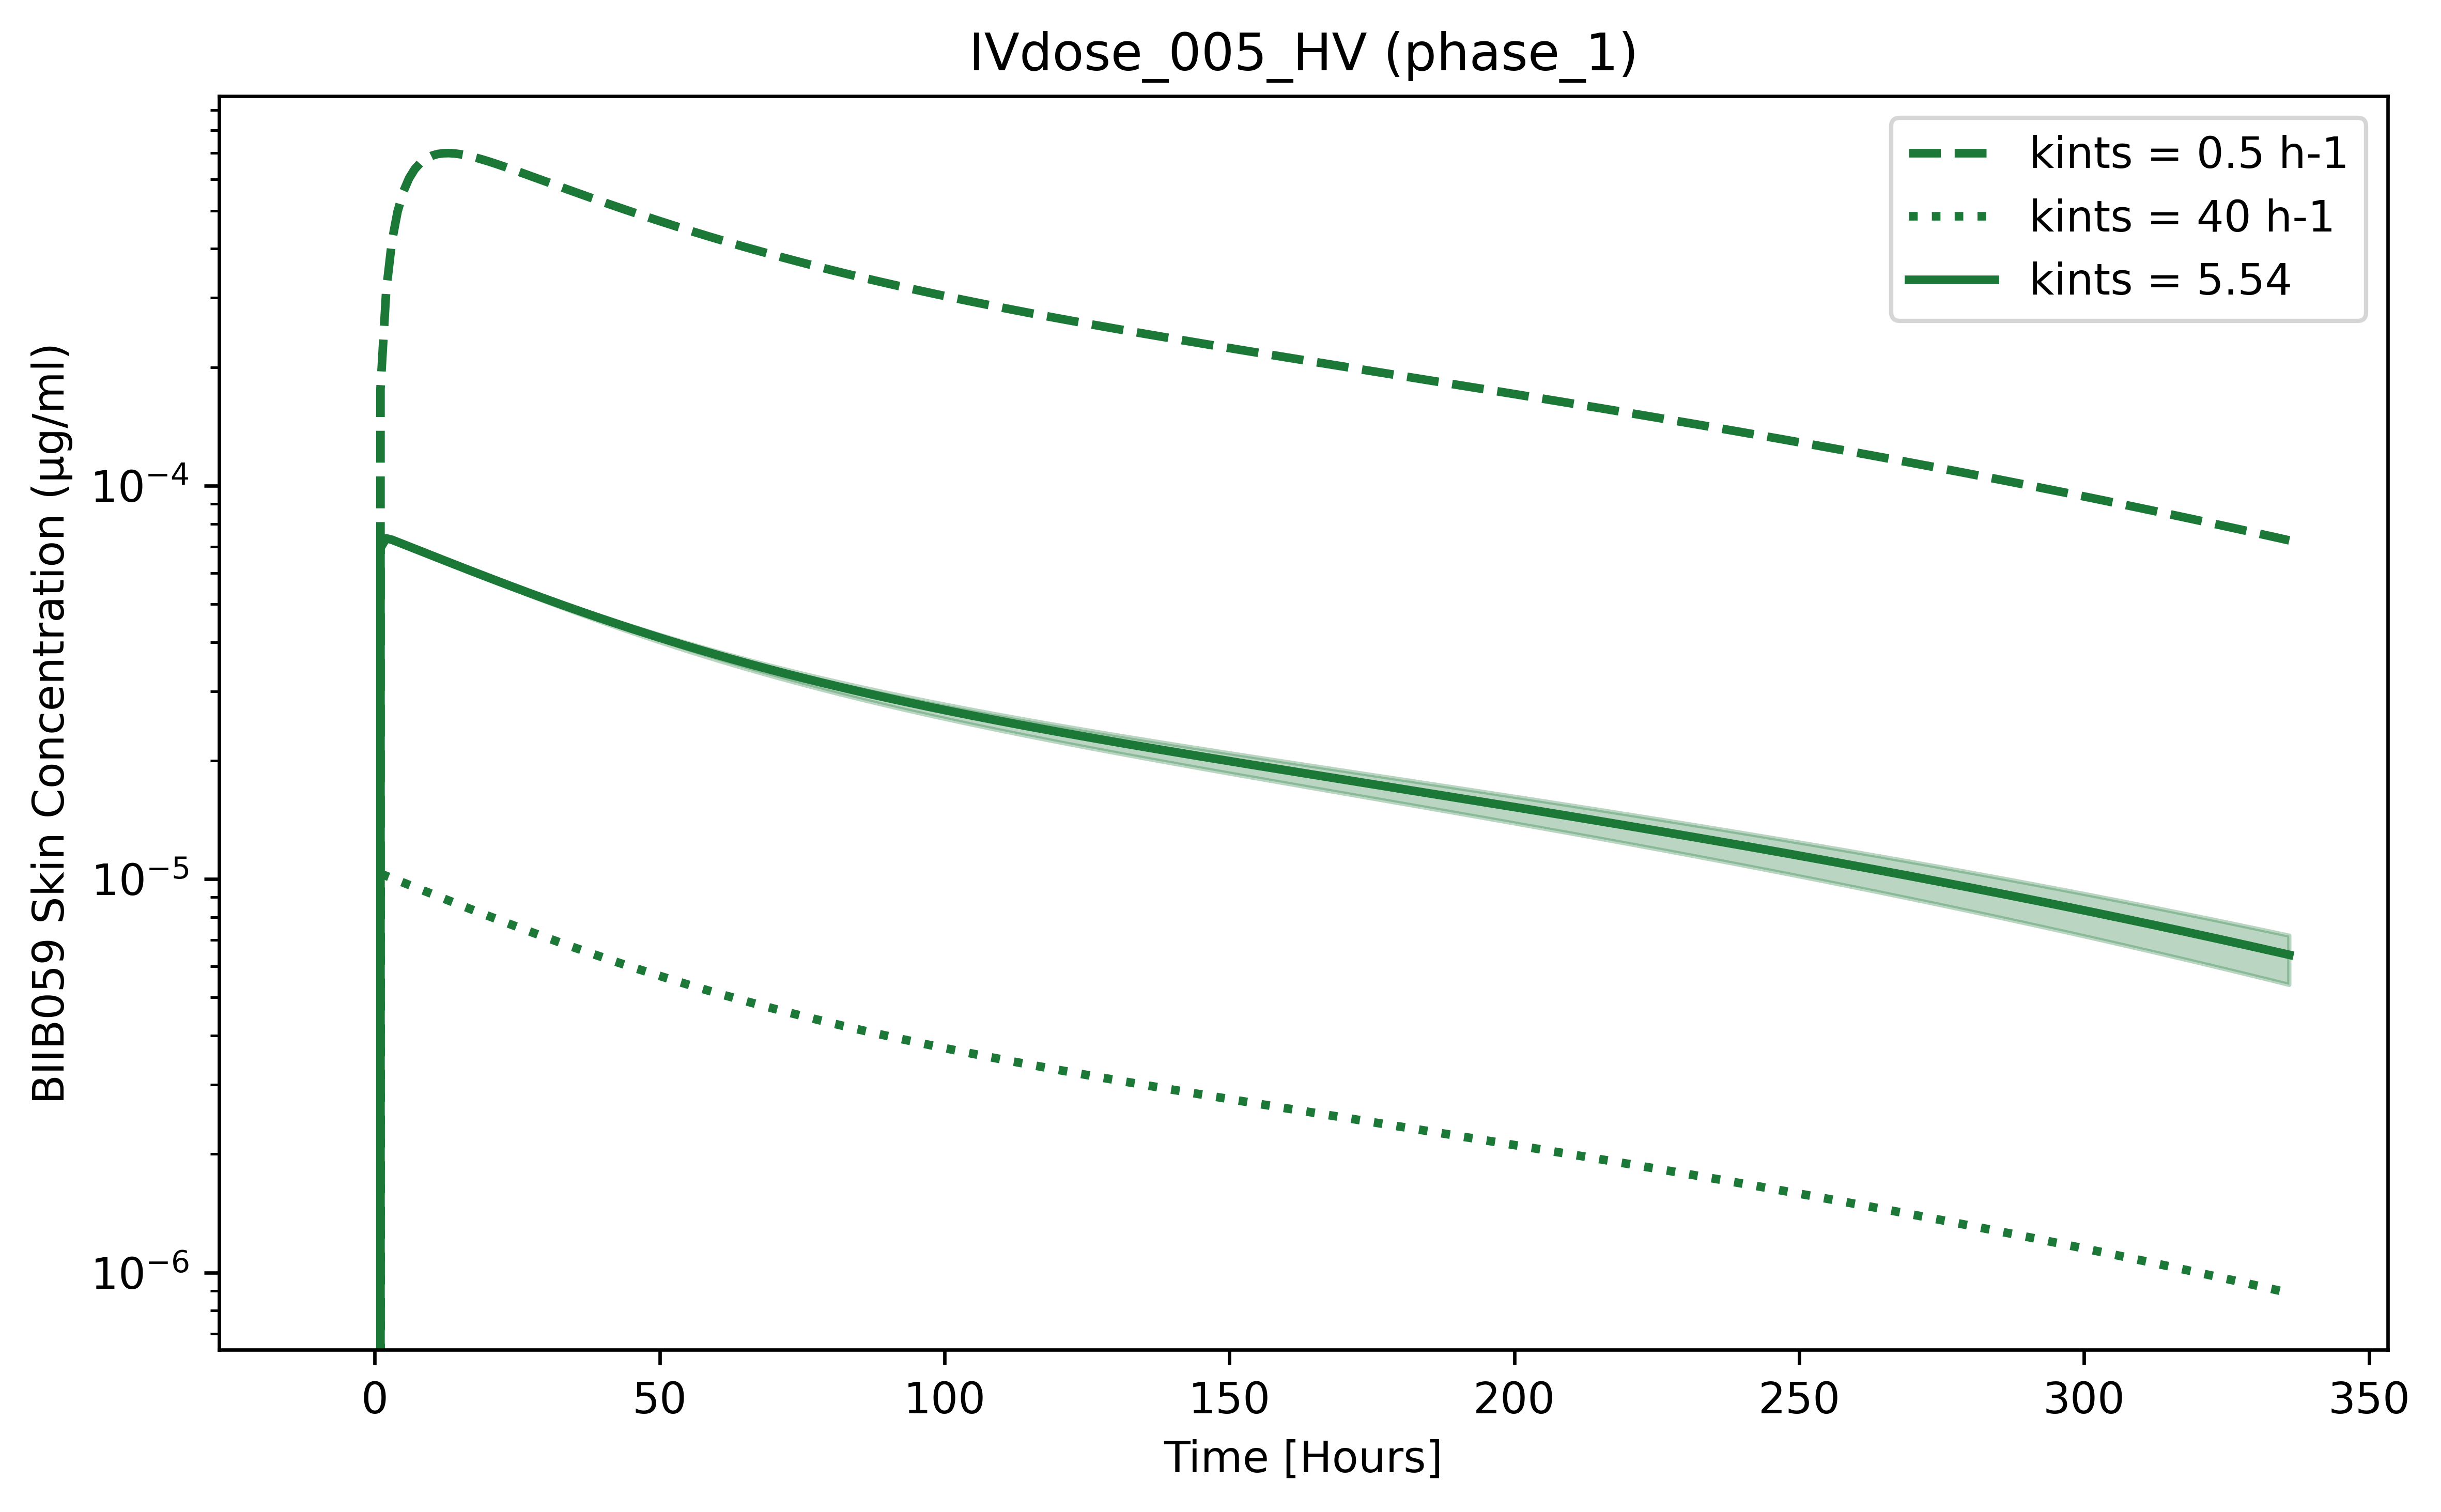 IVdose_005_HV (phase_1)
kints = 0.5 h-1
kints = 40 h-1
kints = 5.54
BIIB059 Skin Concentration (µg/ml)
10⁻⁴
10⁻⁵
10⁻⁶
0 50 100 150 200 250 300 350
Time [Hours]